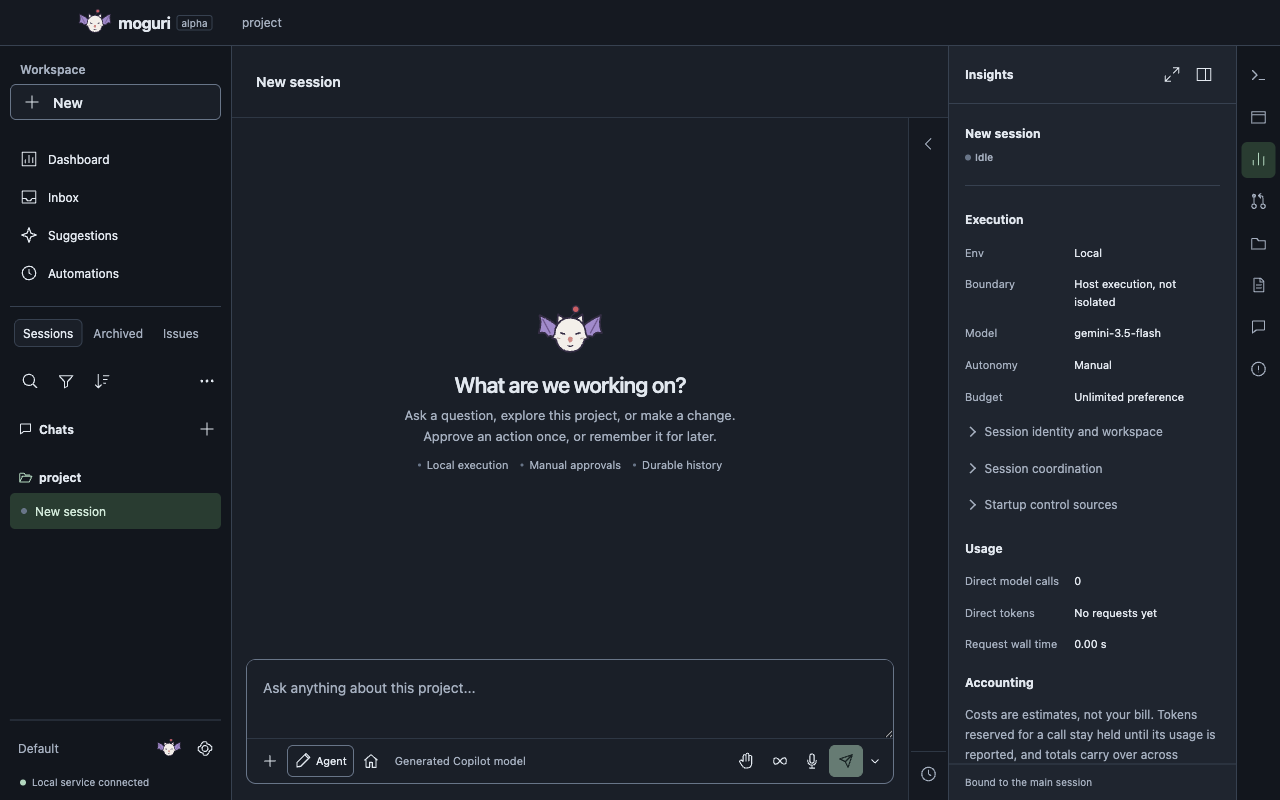 moguri alpha project
Workspace
New
Dashboard
Inbox
Suggestions
Automations
Sessions Archived Issues
Chats
project
New session
Default
Local service connected
New session
What are we working on?
Ask a question, explore this project, or make a change.
Approve an action once, or remember it for later.
Local execution Manual approvals Durable history
Ask anything about this project...
Agent Generated Copilot model
Insights
New session
Idle
Execution
Env Local
Boundary Host execution, not
isolated
Model gemini-3.5-flash
Autonomy Manual
Budget Unlimited preference
Session identity and workspace
Session coordination
Startup control sources
Usage
Direct model calls 0
Direct tokens No requests yet
Request wall time 0.00 s
Accounting
Costs are estimates, not your bill. Tokens
reserved for a call stay held until its usage is
reported, and totals carry over across
Bound to the main session